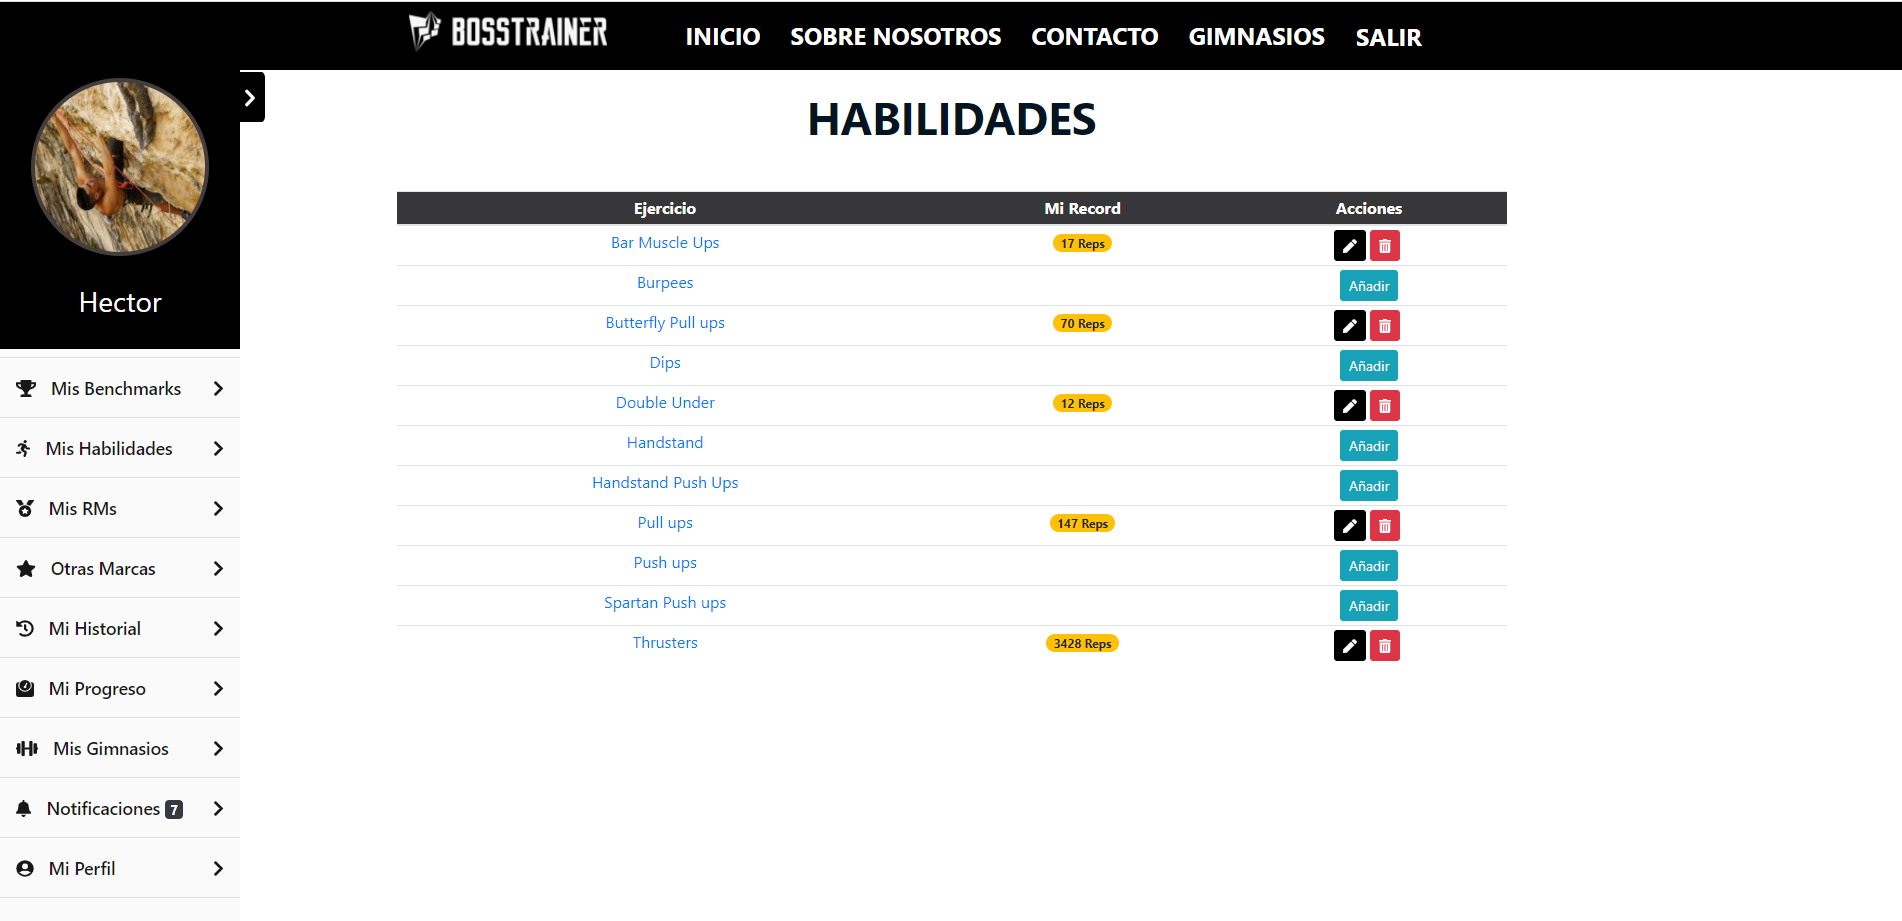 BOSSTRAINER
INICIO SOBRE NOSOTROS CONTACTO GIMNASIOS SALIR
Hector
Mis Benchmarks
Mis Habilidades
Mis RMs
Otras Marcas
Mi Historial
Mi Progreso
Mis Gimnasios
Notificaciones 7
Mi Perfil
HABILIDADES
Ejercicio Mi Record Acciones
Bar Muscle Ups 17 Reps
Burpees Añadir
Butterfly Pull ups 70 Reps
Dips Añadir
Double Under 12 Reps
Handstand Añadir
Handstand Push Ups Añadir
Pull ups 147 Reps
Push ups Añadir
Spartan Push ups Añadir
Thrusters 3428 Reps